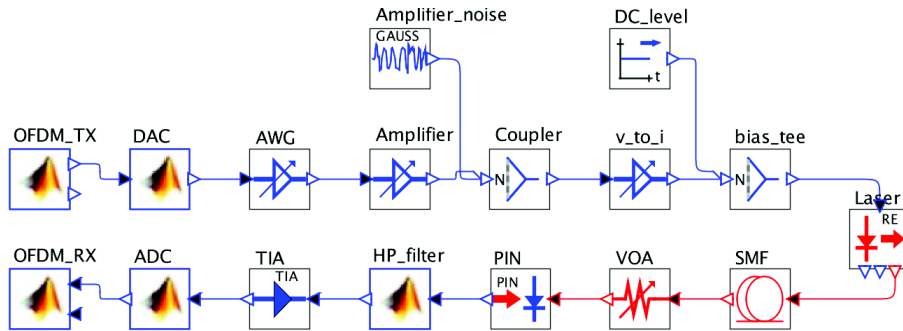 Amplifier_noise DC_level
GAUSS
t
OFDM_TX DAC AWG Amplifier Coupler v_to_i bias_tee
N N
Laser
RE
OFDM_RX ADC TIA HP_filter PIN VOA SMF
TIA PIN